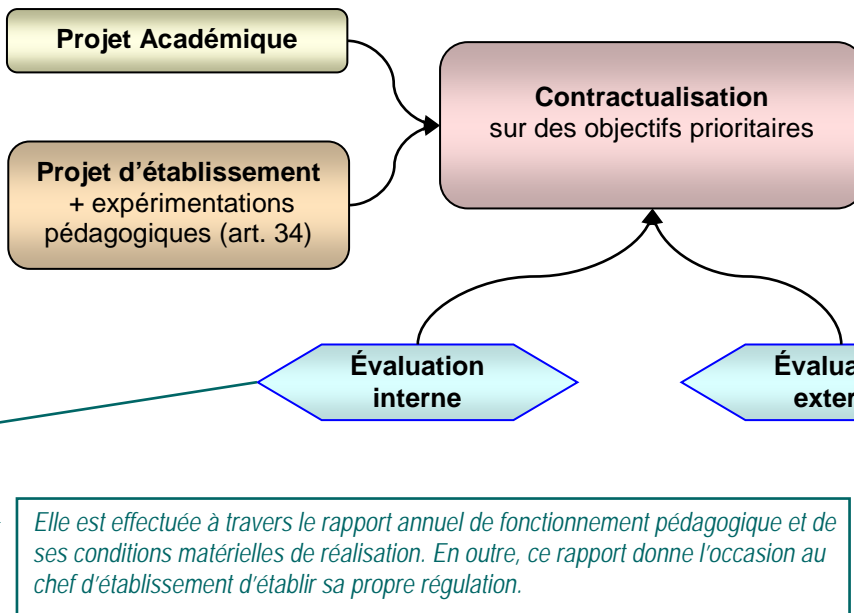 Projet Académique
Contractualisation
sur des objectifs prioritaires
Projet d'établissement
+ expérimentations
pédagogiques (art. 34)
Évaluation
interne
Elle est effectuée à travers le rapport annuel de fonctionnement pédagogique et de
ses conditions matérielles de réalisation. En outre, ce rapport donne l'occasion au
chef d'établissement d'établir sa propre régulation.